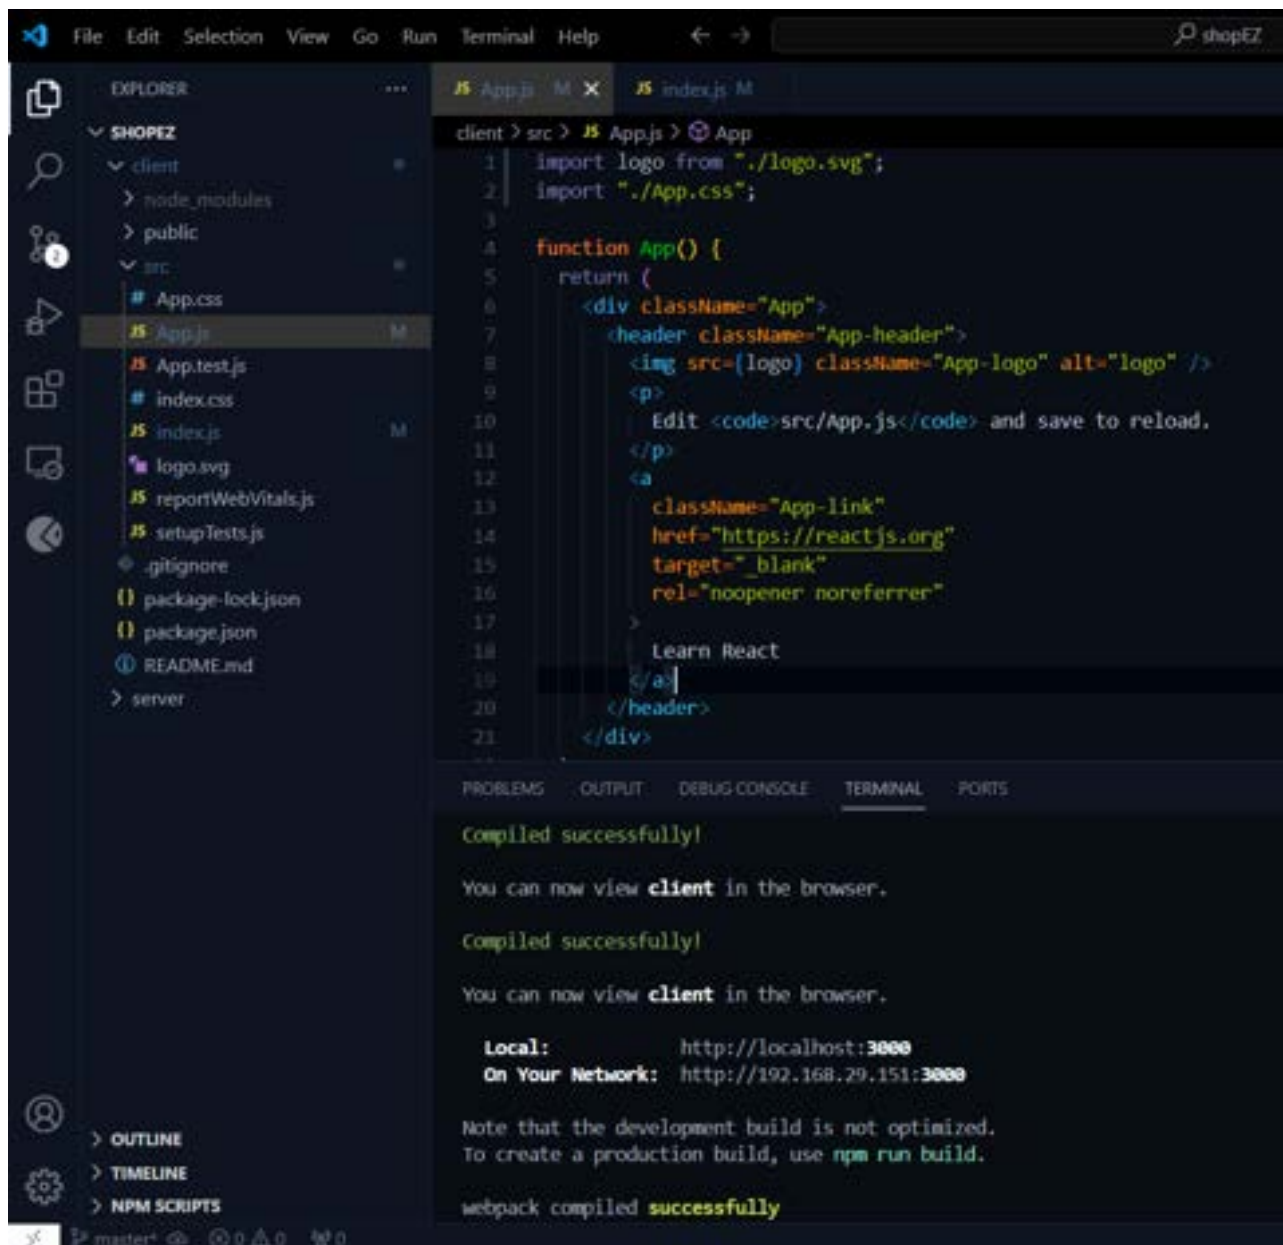 File Edit Selection View Go Run Terminal Help
shopEZ
EXPLORER
SHOPEZ
client
node_modules
public
src
App.css
App.js M
App.test.js
index.css
index.js M
logo.svg
reportWebVitals.js
setupTests.js
.gitignore
package-lock.json
package.json
README.md
server
OUTLINE
TIMELINE
NPM SCRIPTS
2
JS App.js M
JS index.js M
client > src > JS App.js > App
1 import logo from "./logo.svg";
2 import "./App.css";
3
4 function App() {
5 return (
6 <div className="App">
7 <header className="App-header">
8 <img src={logo} className="App-logo" alt="logo" />
9 <p>
10 Edit <code>src/App.js</code> and save to reload.
11 </p>
12 <a
13 className="App-link"
14 href="https://reactjs.org"
15 target="_blank"
16 rel="noopener noreferrer"
17 >
18 Learn React
19 </a>
20 </header>
21 </div>
PROBLEMS OUTPUT DEBUG CONSOLE TERMINAL PORTS
Compiled successfully!
You can now view client in the browser.
Compiled successfully!
You can now view client in the browser.
Local: http://localhost:3000
On Your Network: http://192.168.29.151:3000
Note that the development build is not optimized.
To create a production build, use npm run build.
webpack compiled successfully
master* 0 0 0